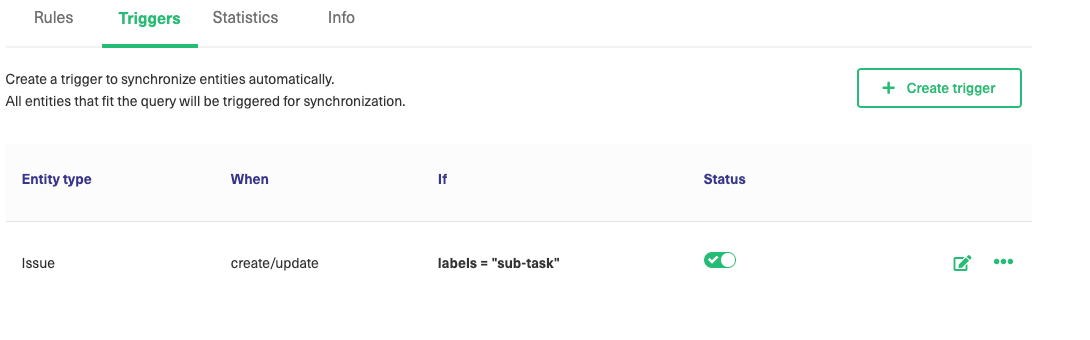 Rules Triggers Statistics Info
Create a trigger to synchronize entities automatically.
All entities that fit the query will be triggered for synchronization.
+ Create trigger
Entity type When If Status
Issue create/update labels = "sub-task"